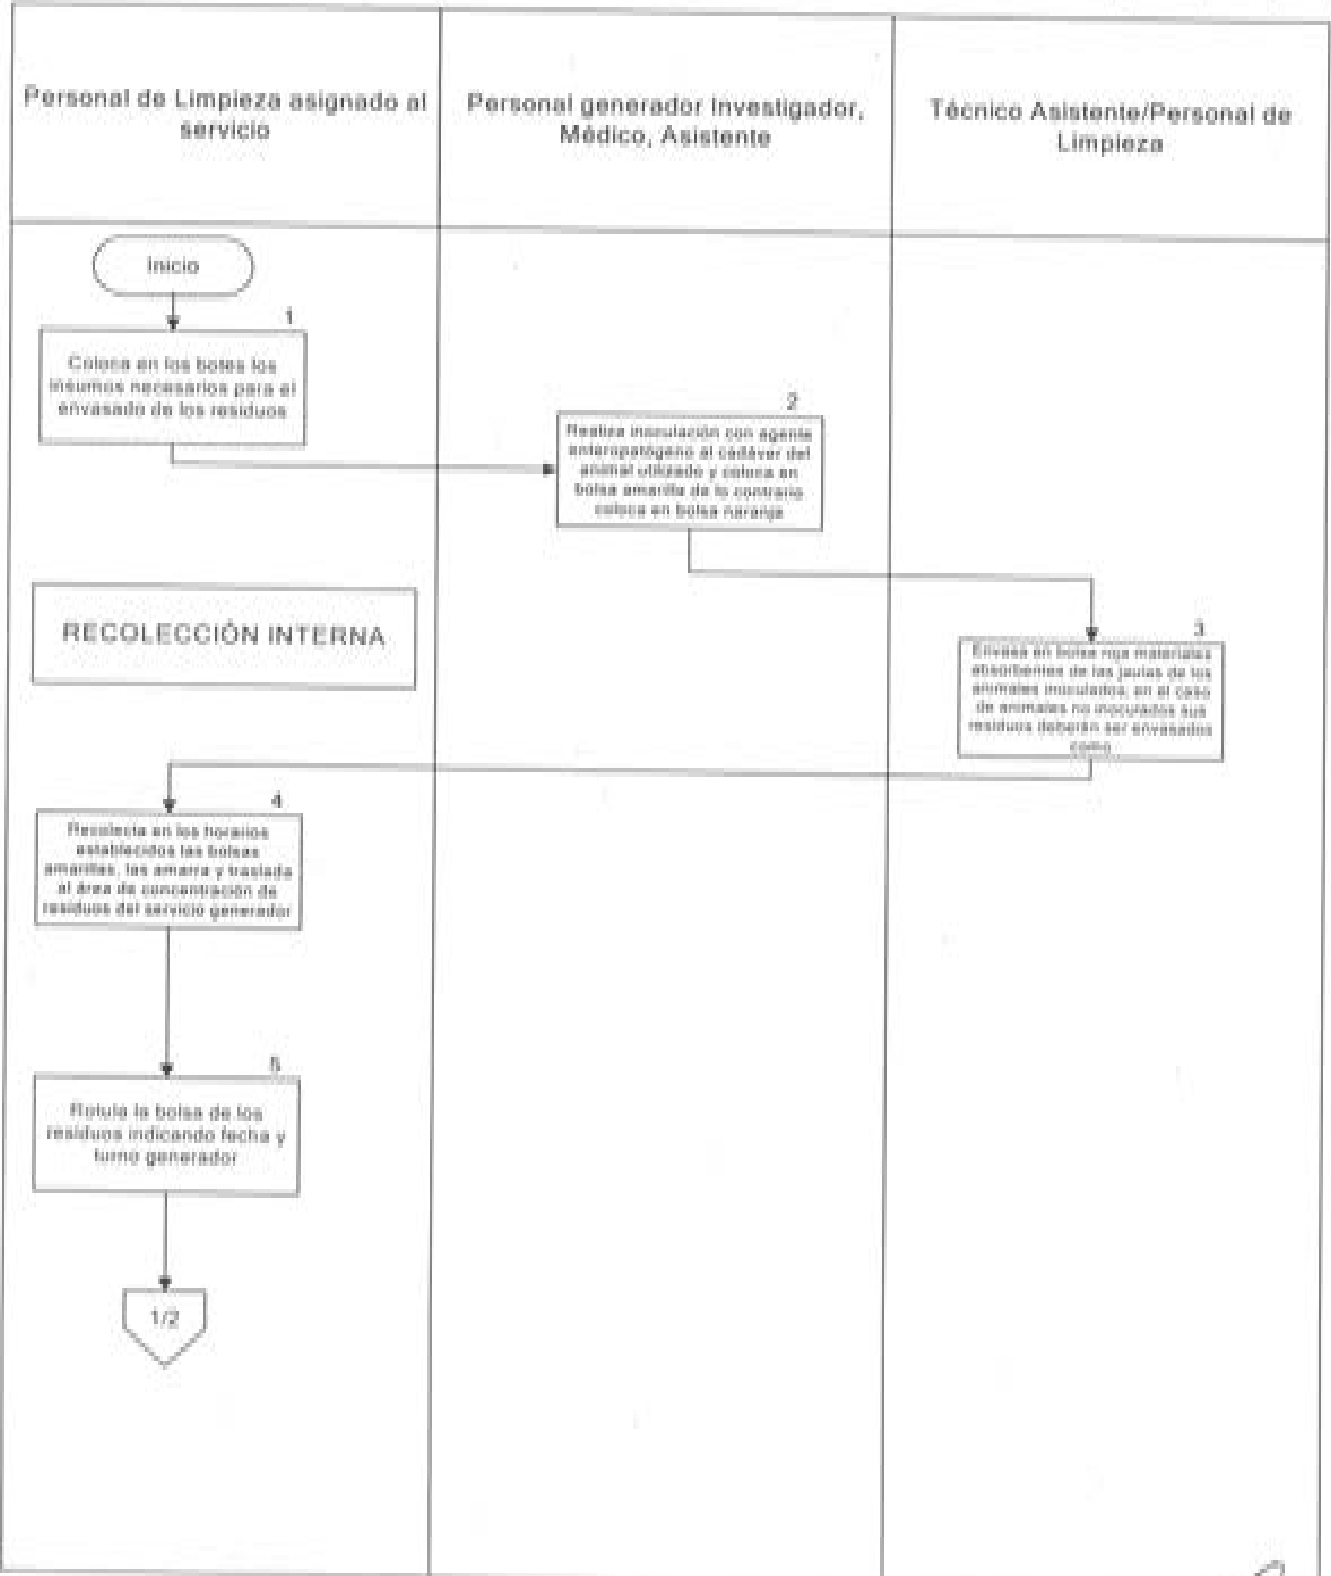 Personal de Limpieza asignado al
servicio
Personal generador Investigador,
Médico, Asistente
Técnico Asistente/Personal de
Limpieza
Inicio
1
Coloca en los botes los
insumos necesarios para el
envasado de los residuos
2
Realiza inoculación con agente
enteropatógeno al cadáver del
animal utilizado y coloca en
bolsa amarilla de lo contrario
coloca en bolsa naranja
RECOLECCIÓN INTERNA
3
Envasa en bolsa roja materiales
absorbentes de las jaulas de los
animales inoculados, en el caso
de animales no inoculados sus
residuos deberán ser envasados
como
4
Recolecta en los horarios
establecidos las bolsas
amarillas, las amarra y traslada
al área de concentración de
residuos del servicio generador
5
Rotula la bolsa de los
residuos indicando fecha y
turno generador
1/2